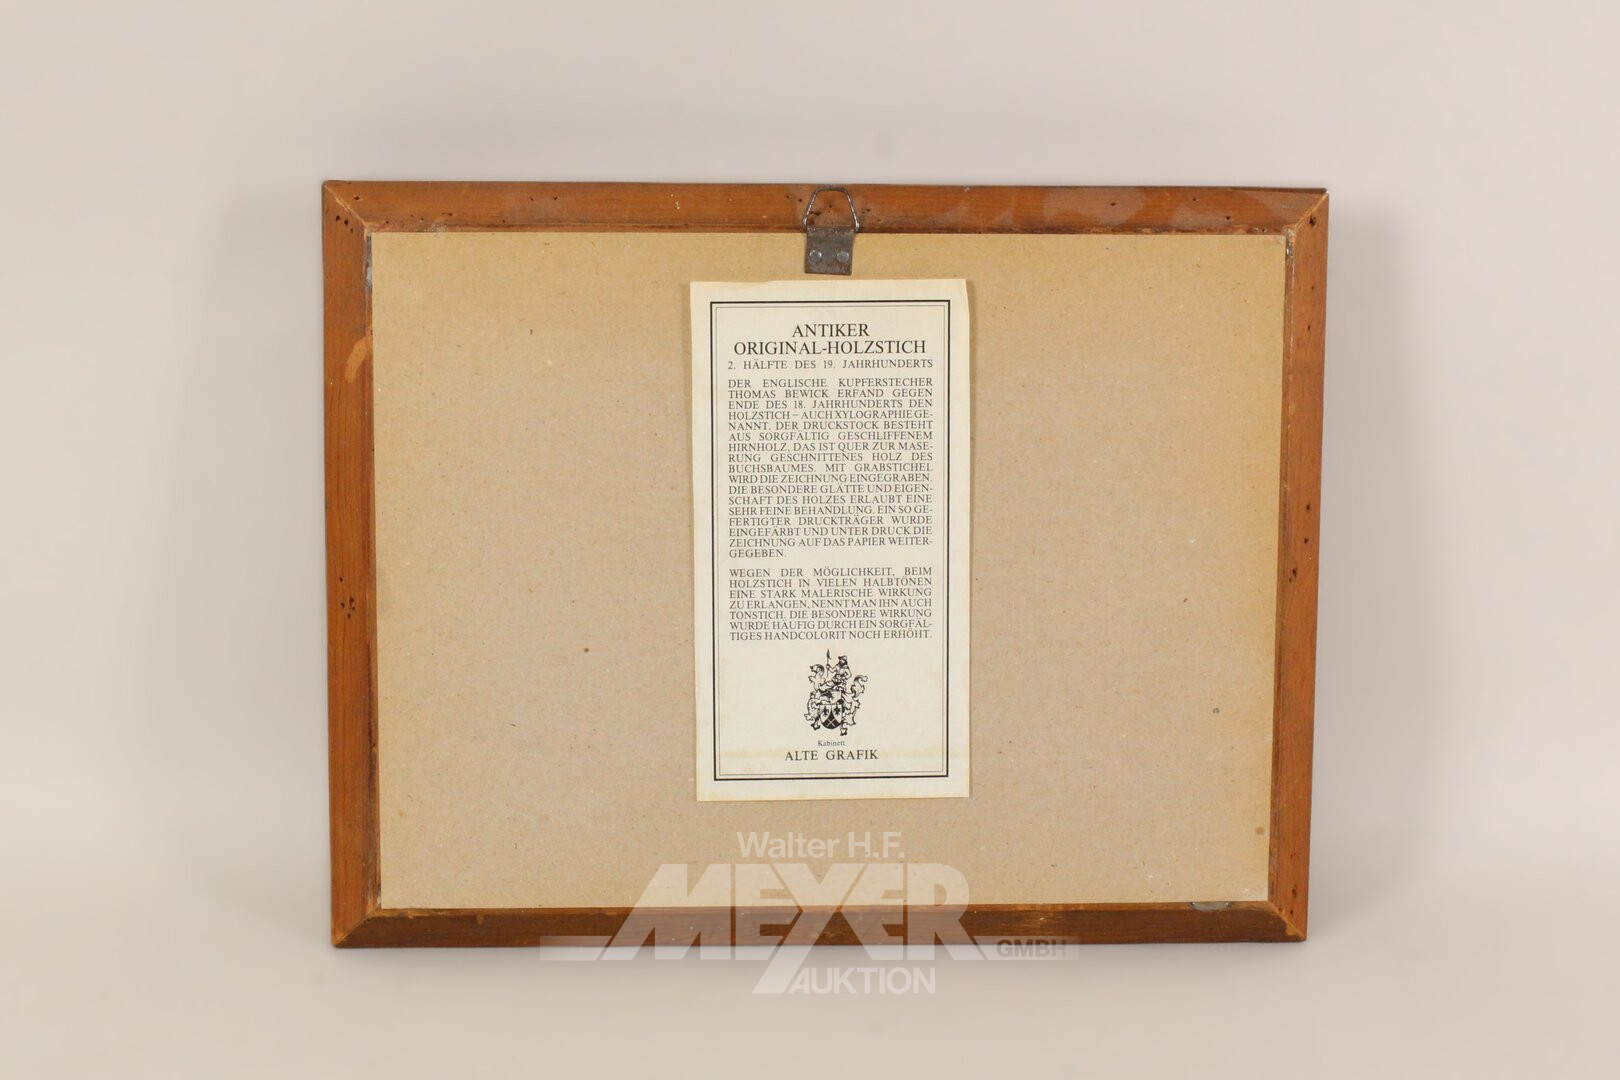 ANTIKER
ORIGINAL-HOLZSTICH
2. HÄLFTE DES 19. JAHRHUNDERTS
DER ENGLISCHE KUPFERSTECHER
THOMAS BEWICK ERFAND GEGEN
ENDE DES 18. JAHRHUNDERTS DEN
HOLZSTICH – AUCH XYLOGRAPHIE GE-
NANNT. DER DRUCKSTOCK BESTEHT
AUS SORGFÄLTIG GESCHLIFFENEM
HIRNHOLZ, DAS IST QUER ZUR MASE-
RUNG GESCHNITTENES HOLZ DES
BUCHSBAUMES. MIT GRABSTICHEL
WIRD DIE ZEICHNUNG EINGEGRABEN.
DIE BESONDERE GLÄTTE UND EIGEN-
SCHAFT DES HOLZES ERLAUBT EINE
SEHR FEINE BEHANDLUNG. EIN SO GE-
FERTIGTER DRUCKTRÄGER WURDE
EINGEFÄRBT UND UNTER DRUCK DIE
ZEICHNUNG AUF DAS PAPIER WEITER-
GEGEBEN.
WEGEN DER MÖGLICHKEIT, BEIM
HOLZSTICH IN VIELEN HALBTÖNEN
EINE STARK MALERISCHE WIRKUNG
ZU ERLANGEN, NENNT MAN IHN AUCH
TONSTICH. DIE BESONDERE WIRKUNG
WURDE HÄUFIG DURCH EIN SORGFÄL-
TIGES HANDCOLORIT NOCH ERHÖHT.
Kabinett
ALTE GRAFIK
Walter H.F.
MEYER
GMBH
AUKTION